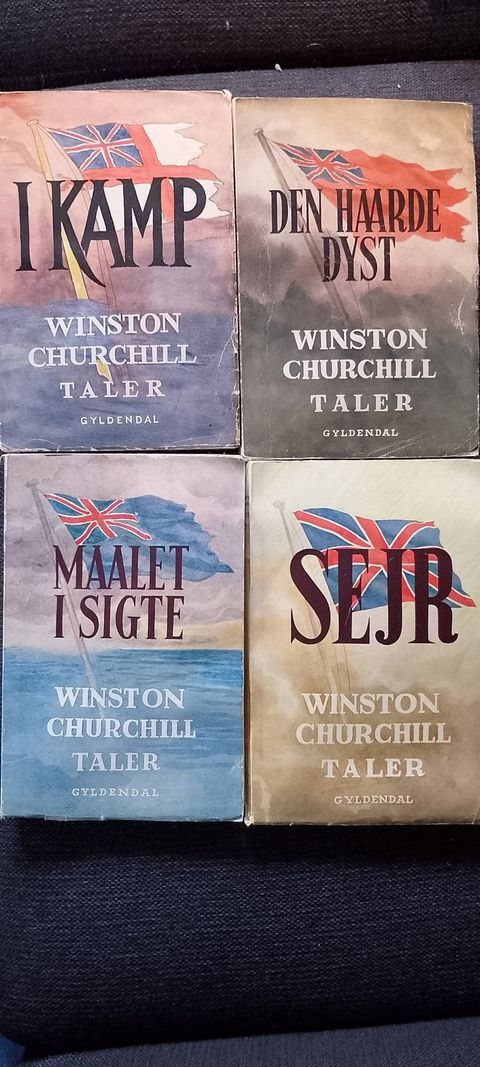 I KAMP
WINSTON
CHURCHILL
TALER
GYLDENDAL
DEN HAARDE
DYST
WINSTON
CHURCHILL
TALER
GYLDENDAL
MAALET
I SIGTE
WINSTON
CHURCHILL
TALER
GYLDENDAL
SEJR
WINSTON
CHURCHILL
TALER
GYLDENDAL